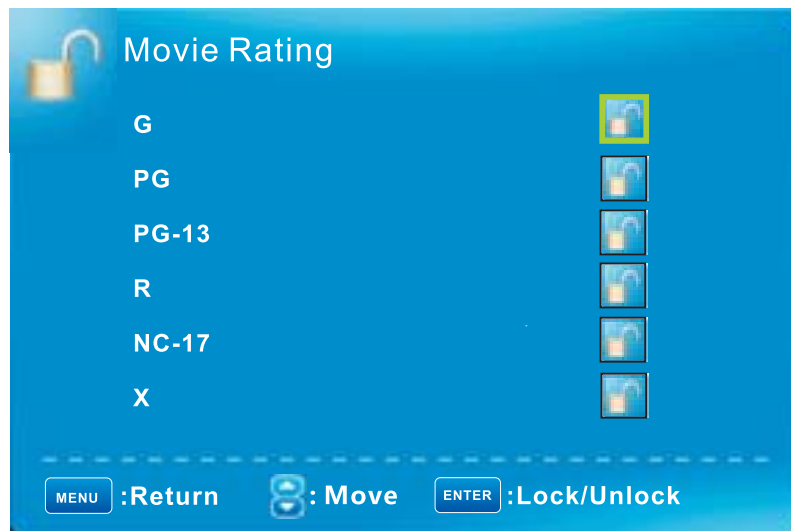 Movie Rating
G
PG
PG-13
R
NC-17
X
MENU :Return : Move ENTER :Lock/Unlock